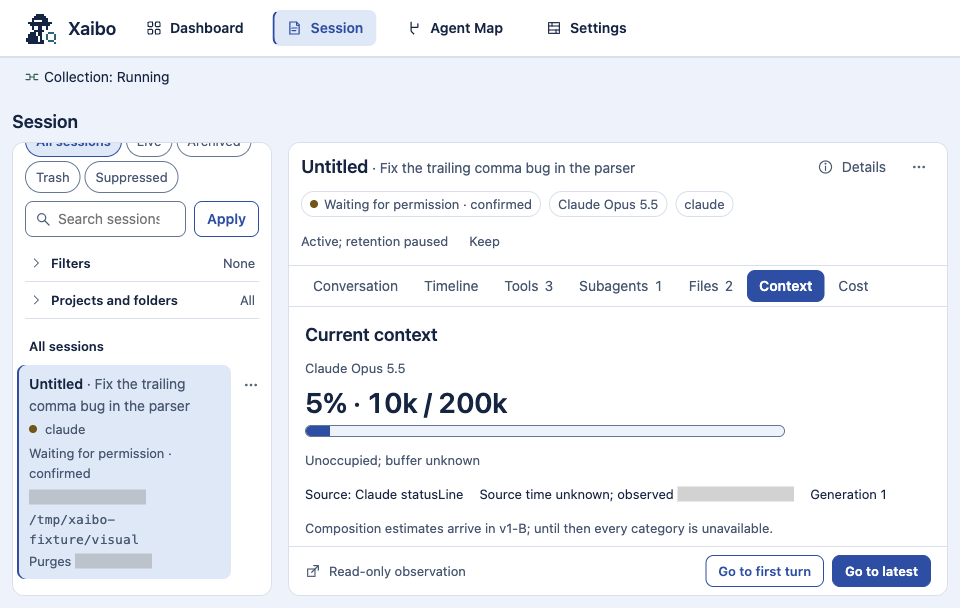 Xaibo
Dashboard
Session
Agent Map
Settings
Collection: Running
Session
All sessions
Live
Archived
Trash
Suppressed
Search sessions
Apply
Filters
None
Projects and folders
All
All sessions
Untitled · Fix the trailing
comma bug in the parser
claude
Waiting for permission ·
confirmed
/tmp/xaibo-
fixture/visual
Purges
Untitled · Fix the trailing comma bug in the parser
Details
Waiting for permission · confirmed
Claude Opus 5.5
claude
Active; retention paused
Keep
Conversation
Timeline
Tools 3
Subagents 1
Files 2
Context
Cost
Current context
Claude Opus 5.5
5% · 10k / 200k
Unoccupied; buffer unknown
Source: Claude statusLine
Source time unknown; observed
Generation 1
Composition estimates arrive in v1-B; until then every category is unavailable.
Read-only observation
Go to first turn
Go to latest